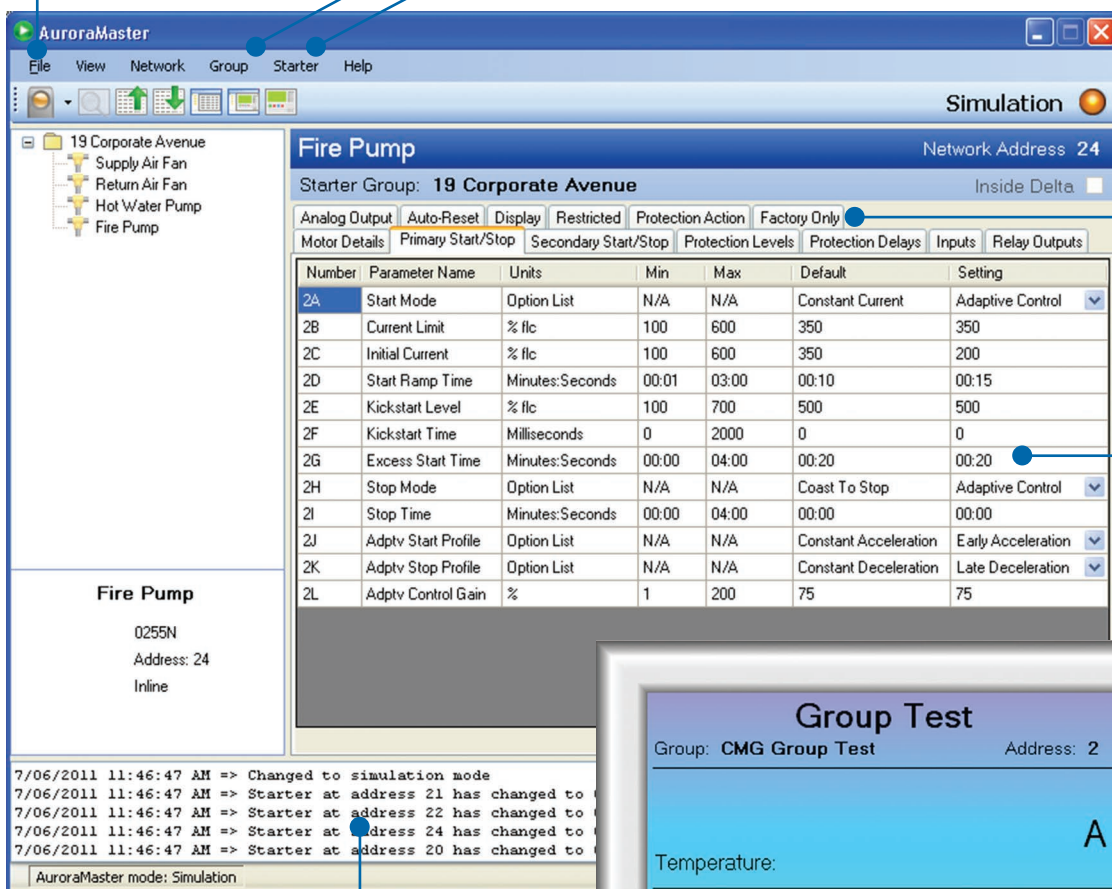 AuroraMaster
File View Network Group Starter Help
Simulation
19 Corporate Avenue
Supply Air Fan
Return Air Fan
Hot Water Pump
Fire Pump
Fire Pump Network Address 24
Starter Group: 19 Corporate Avenue Inside Delta
Analog Output Auto-Reset Display Restricted Protection Action Factory Only
Motor Details Primary Start/Stop Secondary Start/Stop Protection Levels Protection Delays Inputs Relay Outputs
Number Parameter Name Units Min Max Default Setting
2A Start Mode Option List N/A N/A Constant Current Adaptive Control
2B Current Limit % flc 100 600 350 350
2C Initial Current % flc 100 600 350 200
2D Start Ramp Time Minutes:Seconds 00:01 03:00 00:10 00:15
2E Kickstart Level % flc 100 700 500 500
2F Kickstart Time Milliseconds 0 2000 0 0
2G Excess Start Time Minutes:Seconds 00:00 04:00 00:20 00:20
2H Stop Mode Option List N/A N/A Coast To Stop Adaptive Control
2I Stop Time Minutes:Seconds 00:00 04:00 00:00 00:00
2J Adptv Start Profile Option List N/A N/A Constant Acceleration Early Acceleration
2K Adptv Stop Profile Option List N/A N/A Constant Deceleration Late Deceleration
2L Adptv Control Gain % 1 200 75 75
Fire Pump
0255N
Address: 24
Inline
7/06/2011 11:46:47 AM => Changed to simulation mode
7/06/2011 11:46:47 AM => Starter at address 21 has changed to
7/06/2011 11:46:47 AM => Starter at address 22 has changed to
7/06/2011 11:46:47 AM => Starter at address 24 has changed to
7/06/2011 11:46:47 AM => Starter at address 20 has changed to
AuroraMaster mode: Simulation
Group Test
Group: CMG Group Test Address: 2
A
Temperature: